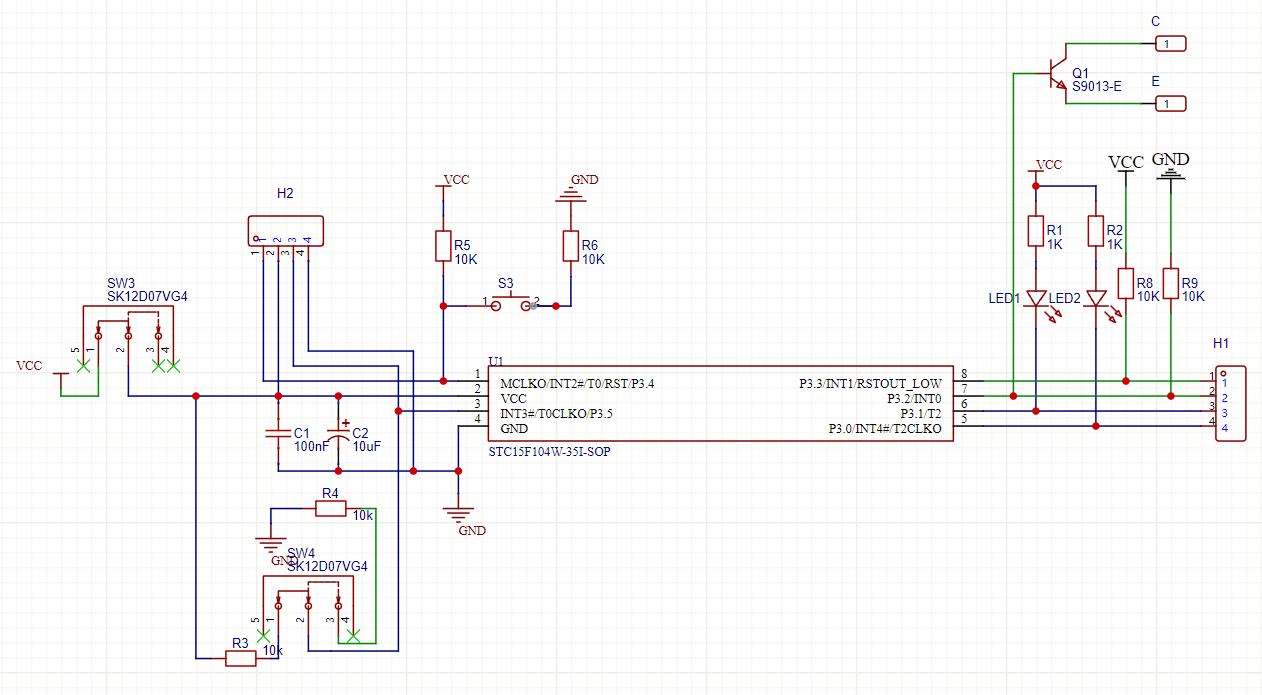 C
1
Q1
S9013-E
E
1
VCC
GND
VCC
VCC
GND
H2
1
2
3
4
1
2
3
4
R5
10K
R6
10K
R1
1K
R2
1K
SW3
SK12D07VG4
S3
1
2
R8
10K
R9
10K
LED1
LED2
5
1
2
3
4
VCC
H1
U1
1
2
3
4
MCLKO/INT2#/T0/RST/P3.4
VCC
INT3#/T0CLKO/P3.5
GND
P3.3/INT1/RSTOUT_LOW
P3.2/INT0
P3.1/T2
P3.0/INT4#/T2CLKO
8
7
6
5
1
2
3
4
1
2
3
4
STC15F104W-35I-SOP
C1
100nF
+
C2
10uF
R4
10k
GND
GND
SW4
SK12D07VG4
5
1
2
3
4
R3
10k